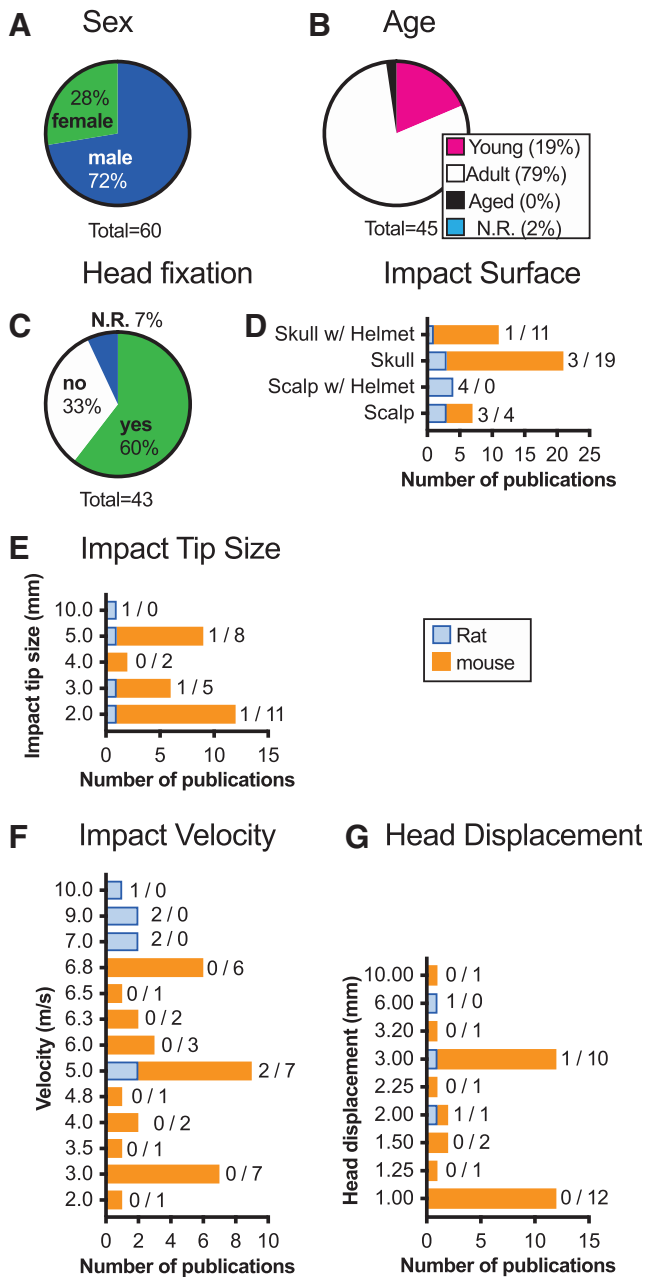 A Sex
28%
female
male
72%
Total=60
B Age
Young (19%)
Adult (79%)
Aged (0%)
N.R. (2%)
Total=45
Head fixation
C
N.R. 7%
no
33%
yes
60%
Total=43
Impact Surface
D
Skull w/ Helmet 1 / 11
Skull 3 / 19
Scalp w/ Helmet 4 / 0
Scalp 3 / 4
0 5 10 15 20 25
Number of publications
E Impact Tip Size
Impact tip size (mm)
10.0 1 / 0
5.0 1 / 8
4.0 0 / 2
3.0 1 / 5
2.0 1 / 11
0 5 10 15
Number of publications
Rat
mouse
F Impact Velocity
Velocity (m/s)
10.0 1 / 0
9.0 2 / 0
7.0 2 / 0
6.8 0 / 6
6.5 0 / 1
6.3 0 / 2
6.0 0 / 3
5.0 2 / 7
4.8 0 / 1
4.0 0 / 2
3.5 0 / 1
3.0 0 / 7
2.0 0 / 1
0 2 4 6 8 10
Number of publications
G Head Displacement
Head displacement (mm)
10.00 0 / 1
6.00 1 / 0
3.20 0 / 1
3.00 1 / 10
2.25 0 / 1
2.00 1 / 1
1.50 0 / 2
1.25 0 / 1
1.00 0 / 12
0 5 10 15
Number of publications